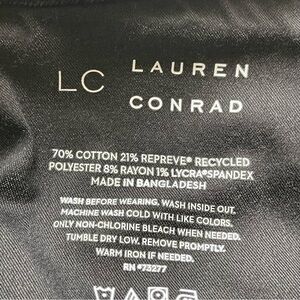 LC LAUREN
CONRAD
70% COTTON 21% REPREVE® RECYCLED
POLYESTER 8% RAYON 1% LYCRA®SPANDEX
MADE IN BANGLADESH
WASH BEFORE WEARING. WASH INSIDE OUT.
MACHINE WASH COLD WITH LIKE COLORS.
ONLY NON-CHLORINE BLEACH WHEN NEEDED.
TUMBLE DRY LOW. REMOVE PROMPTLY.
WARM IRON IF NEEDED.
RN #73277